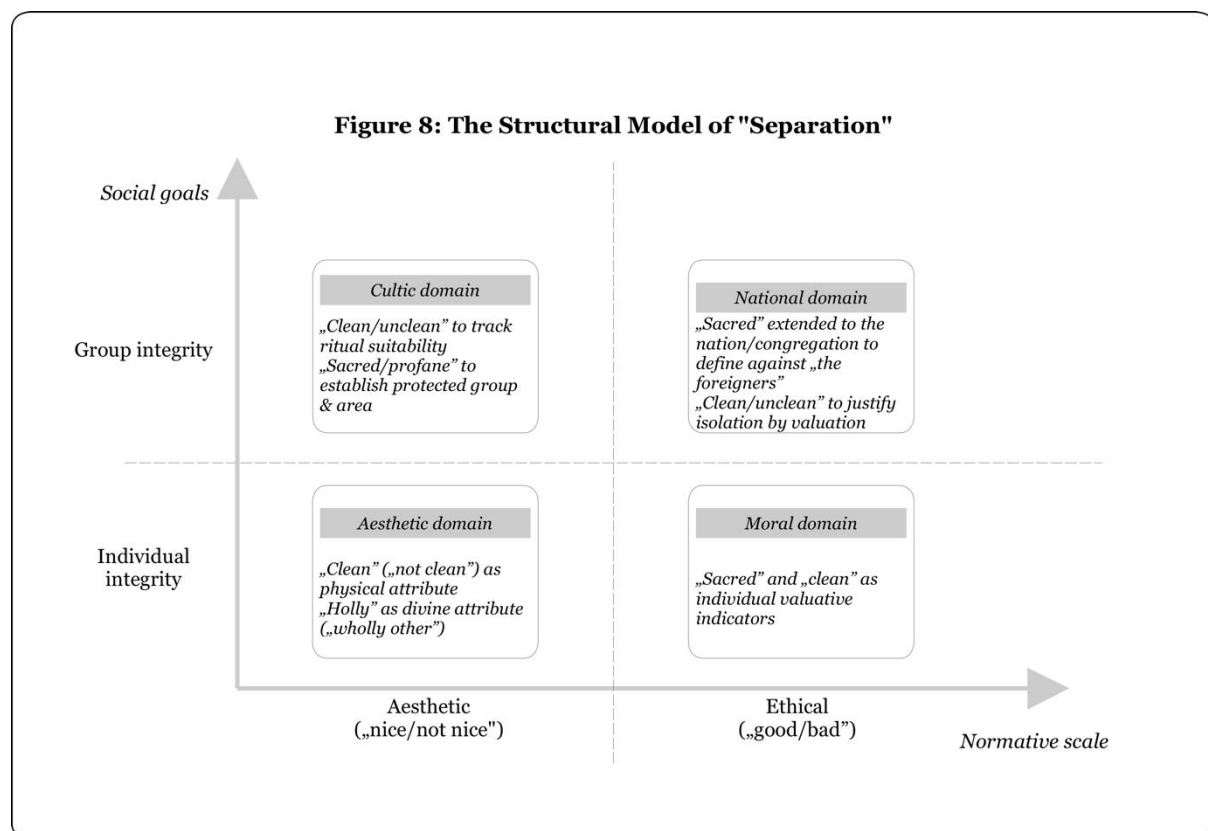 Figure 8: The Structural Model of "Separation"
Social goals
Group integrity
Cultic domain
„Clean/unclean” to track
ritual suitability
„Sacred/profane” to
establish protected group
& area
National domain
„Sacred” extended to the
nation/congregation to
define against „the
foreigners”
„Clean/unclean” to justify
isolation by valuation
Individual
integrity
Aesthetic domain
„Clean” („not clean”) as
physical attribute
„Holly” as divine attribute
(„wholly other”)
Moral domain
„Sacred” and „clean” as
individual valuative
indicators
Aesthetic
(„nice/not nice")
Ethical
(„good/bad”)
Normative scale